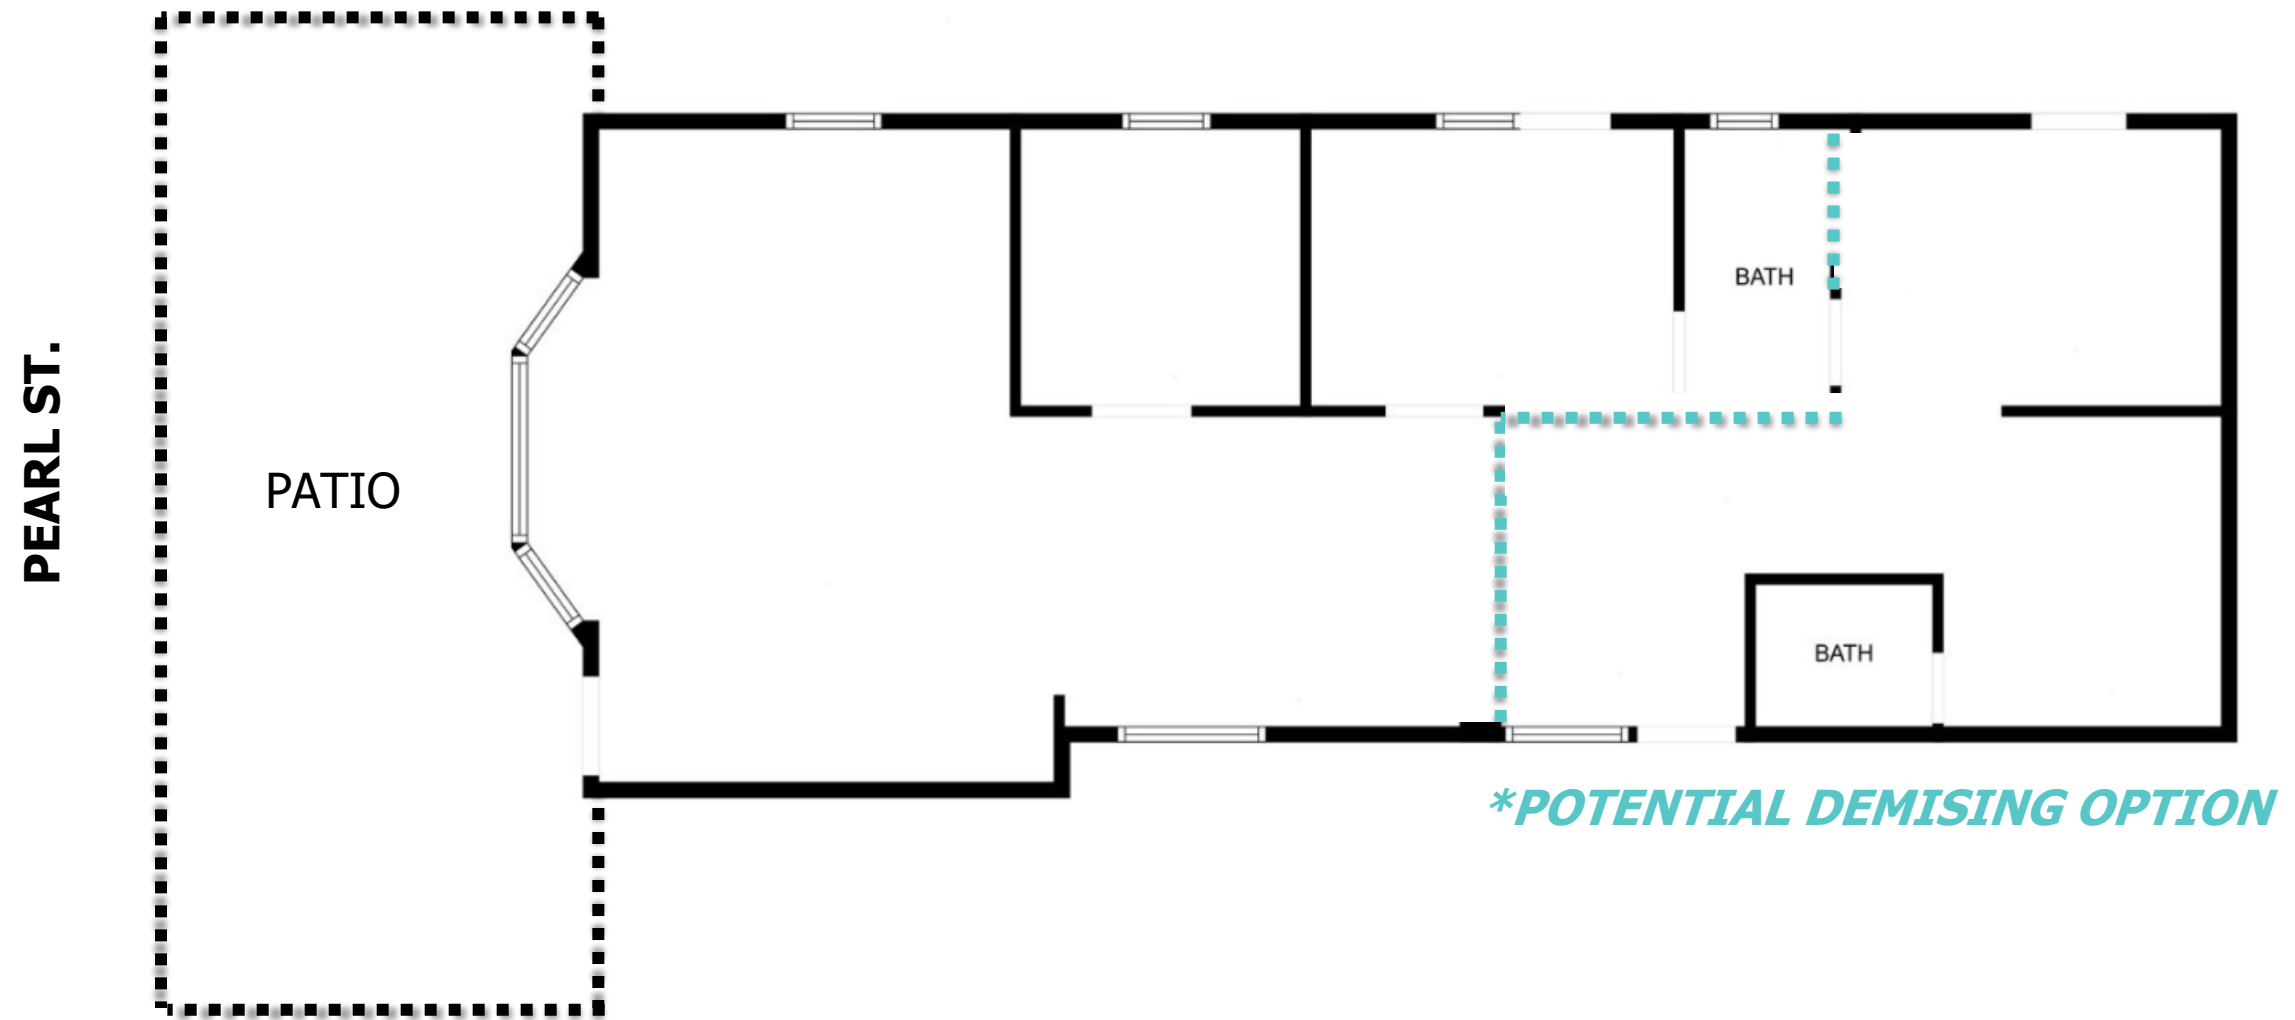 PEARL ST.
PATIO
BATH
BATH
*POTENTIAL DEMISING OPTION